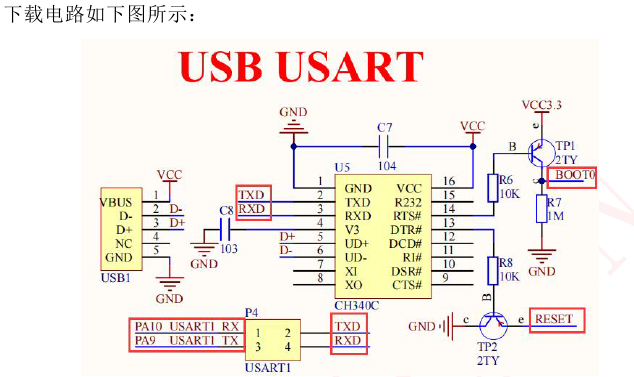 下载电路如下图所示：
USB USART
GND
C7
104
VCC
VCC3.3
e
B
TP1
2TY
c
BOOT0
R6
10K
R7
1M
GND
U5
1 GND VCC 16
2 TXD R232 15
3 RXD RTS# 14
4 V3 DTR# 13
5 UD+ DCD# 12
6 UD- RI# 11
7 XI DSR# 10
8 XO CTS# 9
CH340C
TXD
RXD
C8
103
GND
D+
D-
VCC
VBUS 1
D- 2 D-
D+ 3 D+
NC 4
GND 5
USB1
GND
R8
10K
B
GND
c
e
RESET
TP2
2TY
P4
PA10 USART1_RX 1 2 TXD
PA9 USART1_TX 3 4 RXD
USART1